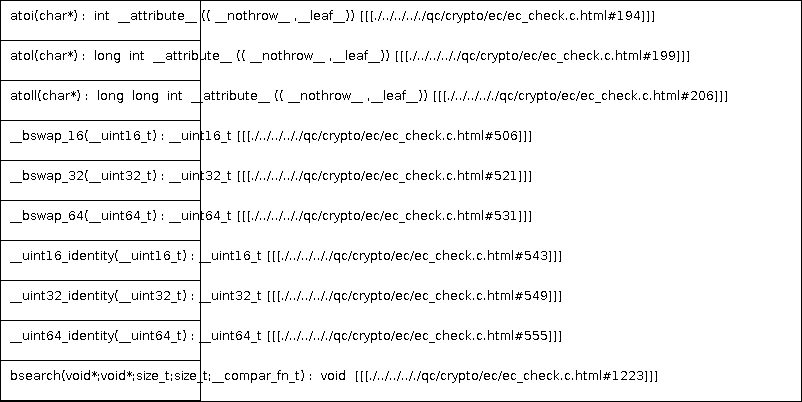 atoi(char*) : int __attribute__ (( __nothrow__ ,__leaf__)) [[[./../../../qc/crypto/ec/ec_check.c.html#194]]]
atol(char*) : long int __attribute__ (( __nothrow__ ,__leaf__)) [[[./../../../qc/crypto/ec/ec_check.c.html#199]]]
atoll(char*) : long long int __attribute__ (( __nothrow__ ,__leaf__)) [[[./../../../qc/crypto/ec/ec_check.c.html#206]]]
__bswap_16(__uint16_t) : __uint16_t [[[./../../../qc/crypto/ec/ec_check.c.html#506]]]
__bswap_32(__uint32_t) : __uint32_t [[[./../../../qc/crypto/ec/ec_check.c.html#521]]]
__bswap_64(__uint64_t) : __uint64_t [[[./../../../qc/crypto/ec/ec_check.c.html#531]]]
__uint16_identity(__uint16_t) : __uint16_t [[[./../../../qc/crypto/ec/ec_check.c.html#543]]]
__uint32_identity(__uint32_t) : __uint32_t [[[./../../../qc/crypto/ec/ec_check.c.html#549]]]
__uint64_identity(__uint64_t) : __uint64_t [[[./../../../qc/crypto/ec/ec_check.c.html#555]]]
bsearch(void*;void*;size_t;size_t;__compar_fn_t) : void [[[./../../../qc/crypto/ec/ec_check.c.html#1223]]]